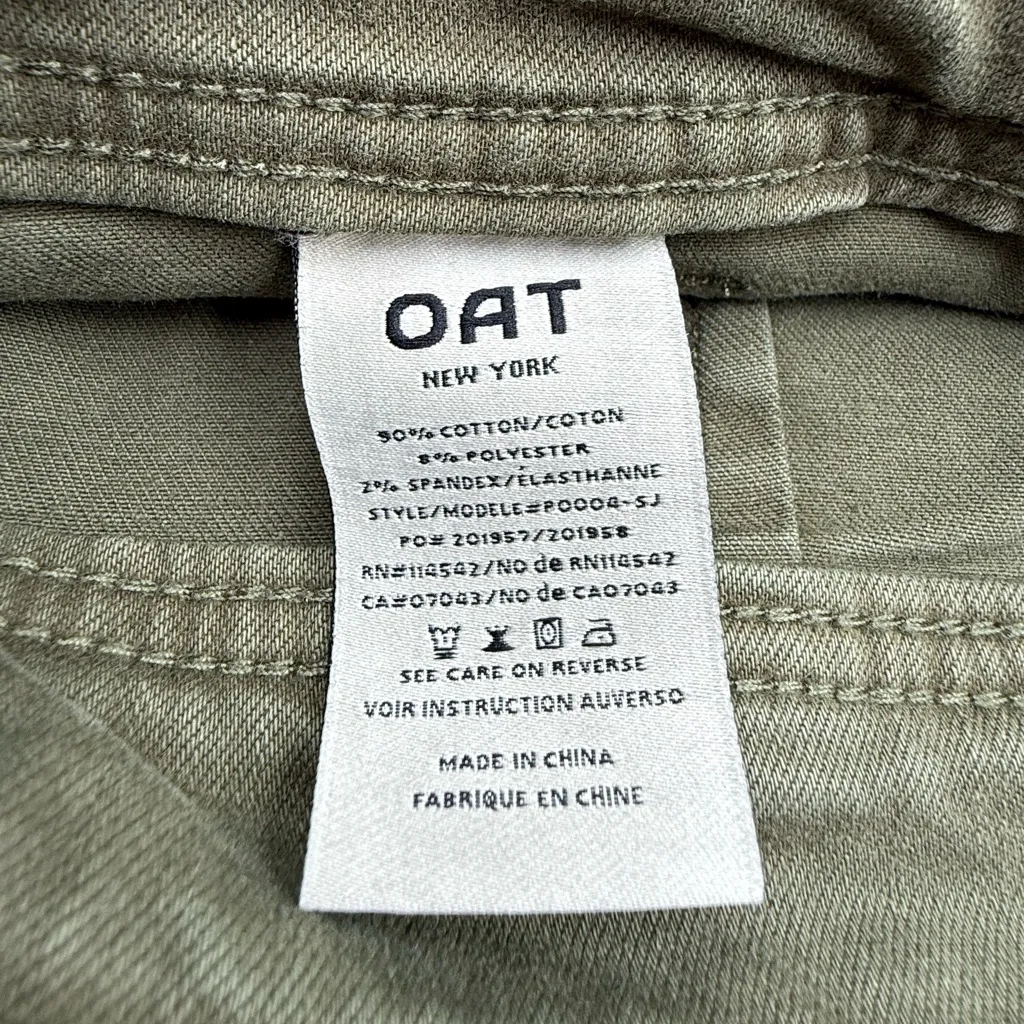 OAT
NEW YORK
90% COTTON/COTON
8% POLYESTER
2% SPANDEX/ÉLASTHANNE
STYLE/MODELE#P0004-SJ
PO# 201957/201958
RN#114542/NO de RN114542
CA#07043/NO de CA07043
SEE CARE ON REVERSE
VOIR INSTRUCTION AUVERSO
MADE IN CHINA
FABRIQUE EN CHINE